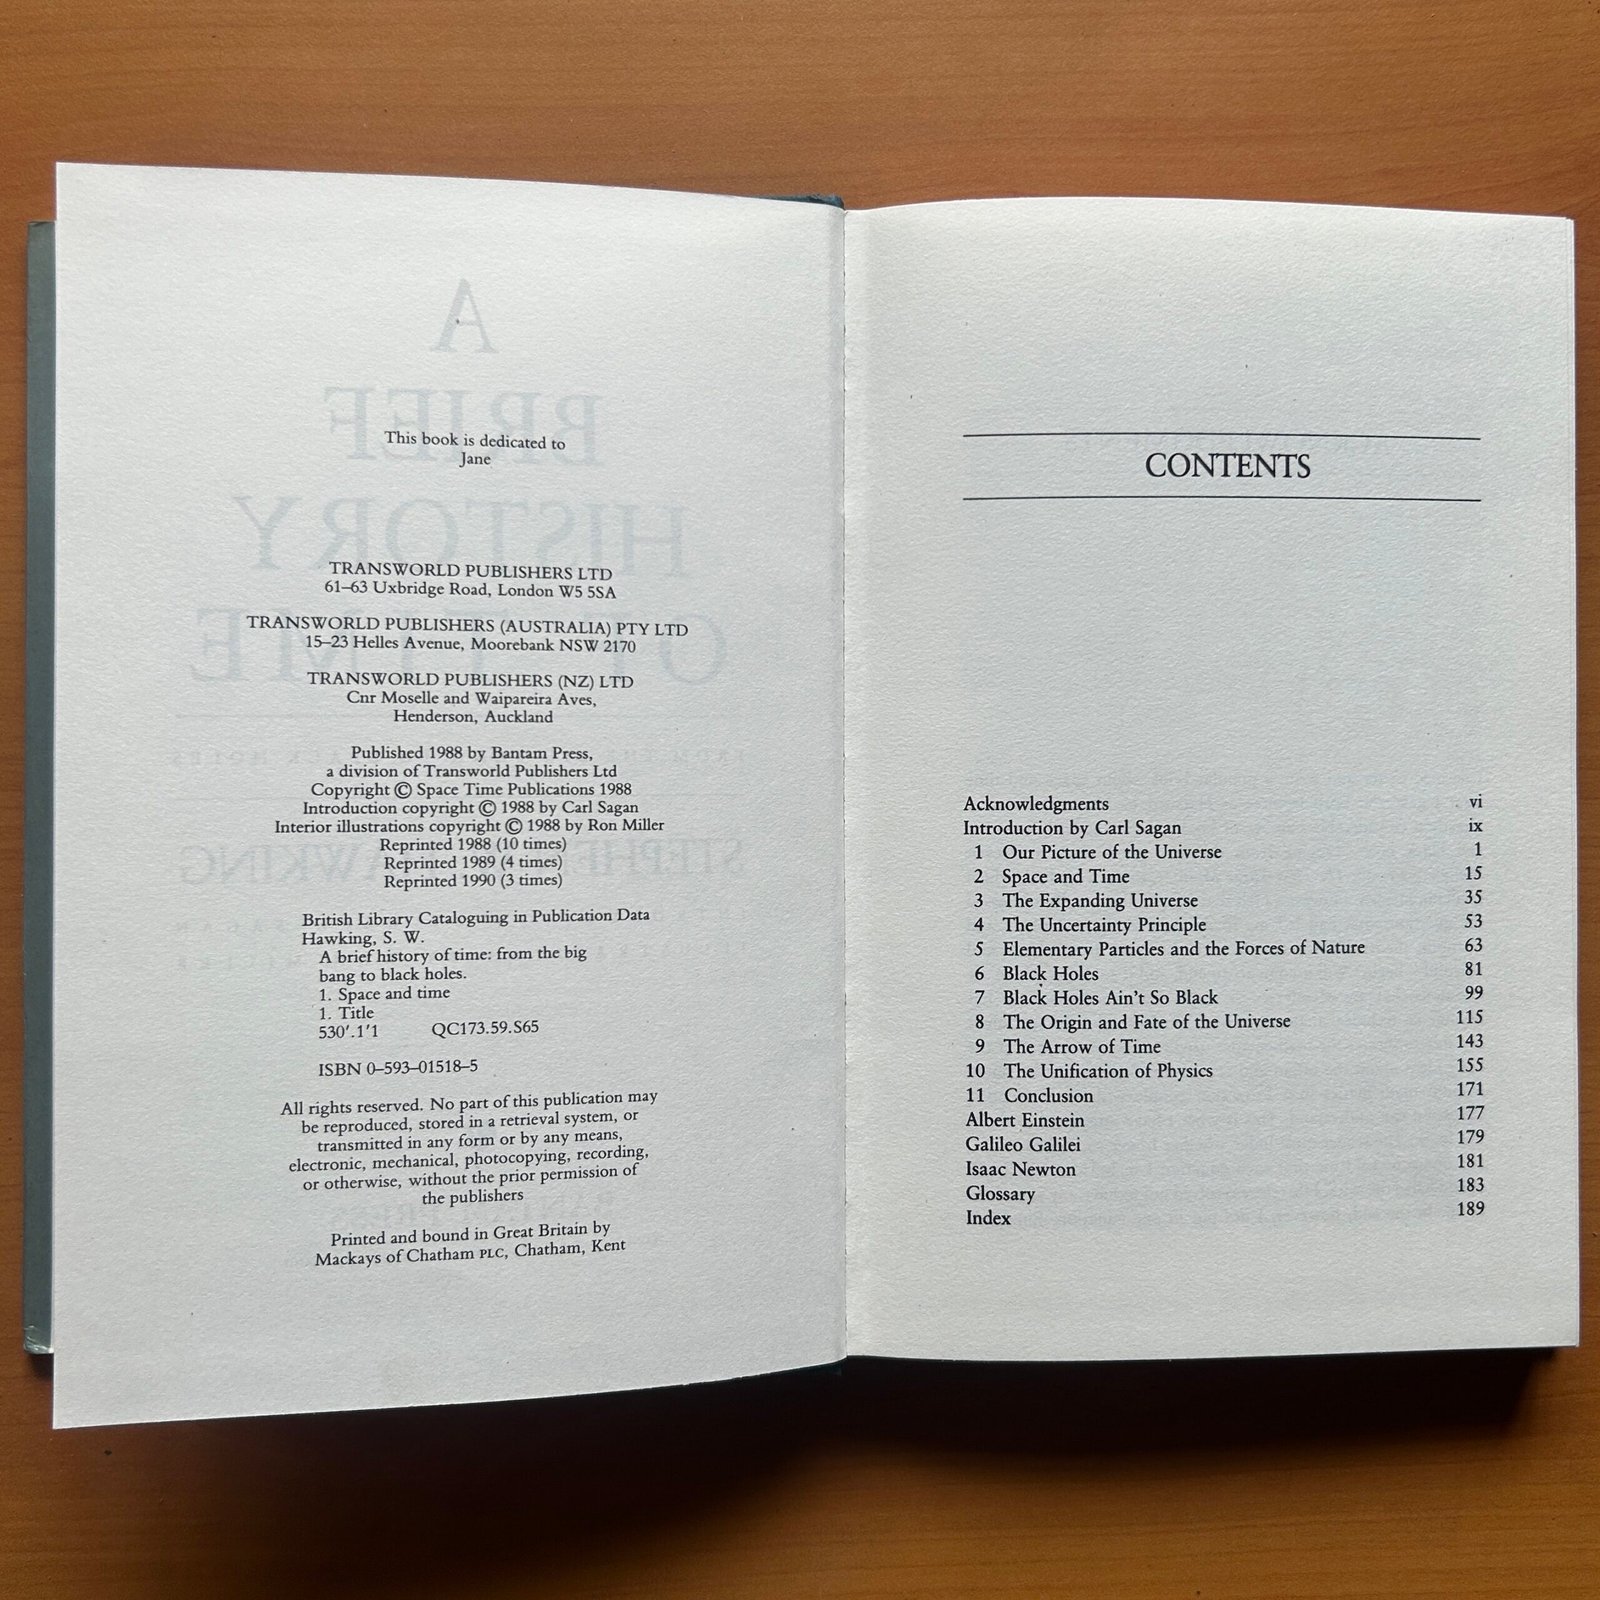 This book is dedicated to
Jane
TRANSWORLD PUBLISHERS LTD
61–63 Uxbridge Road, London W5 5SA
TRANSWORLD PUBLISHERS (AUSTRALIA) PTY LTD
15–23 Helles Avenue, Moorebank NSW 2170
TRANSWORLD PUBLISHERS (NZ) LTD
Cnr Moselle and Waipareira Aves,
Henderson, Auckland
Published 1988 by Bantam Press,
a division of Transworld Publishers Ltd
Copyright © Space Time Publications 1988
Introduction copyright © 1988 by Carl Sagan
Interior illustrations copyright © 1988 by Ron Miller
Reprinted 1988 (10 times)
Reprinted 1989 (4 times)
Reprinted 1990 (3 times)
British Library Cataloguing in Publication Data
Hawking, S. W.
A brief history of time: from the big
bang to black holes.
1. Space and time
1. Title
530′.1′1 QC173.59.S65
ISBN 0–593–01518–5
All rights reserved. No part of this publication may
be reproduced, stored in a retrieval system, or
transmitted in any form or by any means,
electronic, mechanical, photocopying, recording,
or otherwise, without the prior permission of
the publishers
Printed and bound in Great Britain by
Mackays of Chatham PLC, Chatham, Kent
CONTENTS
Acknowledgments vi
Introduction by Carl Sagan ix
1 Our Picture of the Universe 1
2 Space and Time 15
3 The Expanding Universe 35
4 The Uncertainty Principle 53
5 Elementary Particles and the Forces of Nature 63
6 Black Holes 81
7 Black Holes Ain't So Black 99
8 The Origin and Fate of the Universe 115
9 The Arrow of Time 143
10 The Unification of Physics 155
11 Conclusion 171
Albert Einstein 177
Galileo Galilei 179
Isaac Newton 181
Glossary 183
Index 189